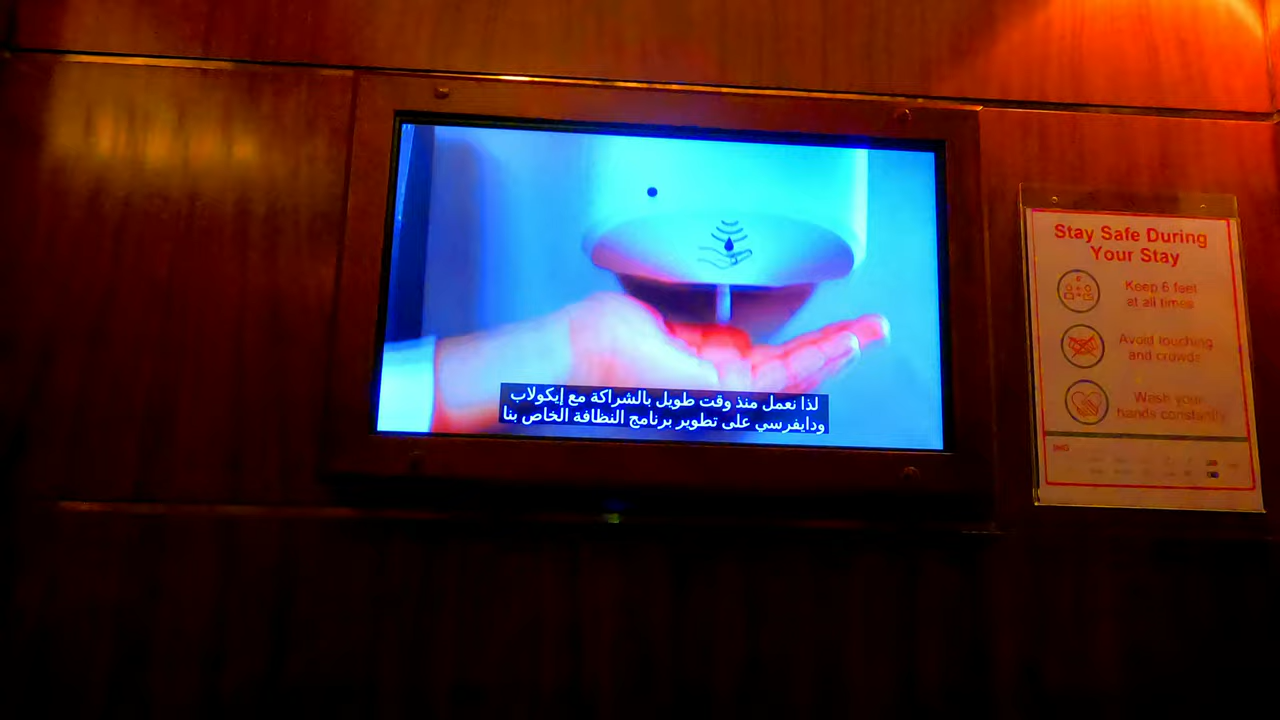 لذا نعمل منذ وقت طويل بالشراكة مع إيكولاب
ودايفرسي على تطوير برنامج النظافة الخاص بنا
Stay Safe During
Your Stay
Keep 6 feet
at all times
Avoid touching
and crowds
Wash your
hands constantly
IHG